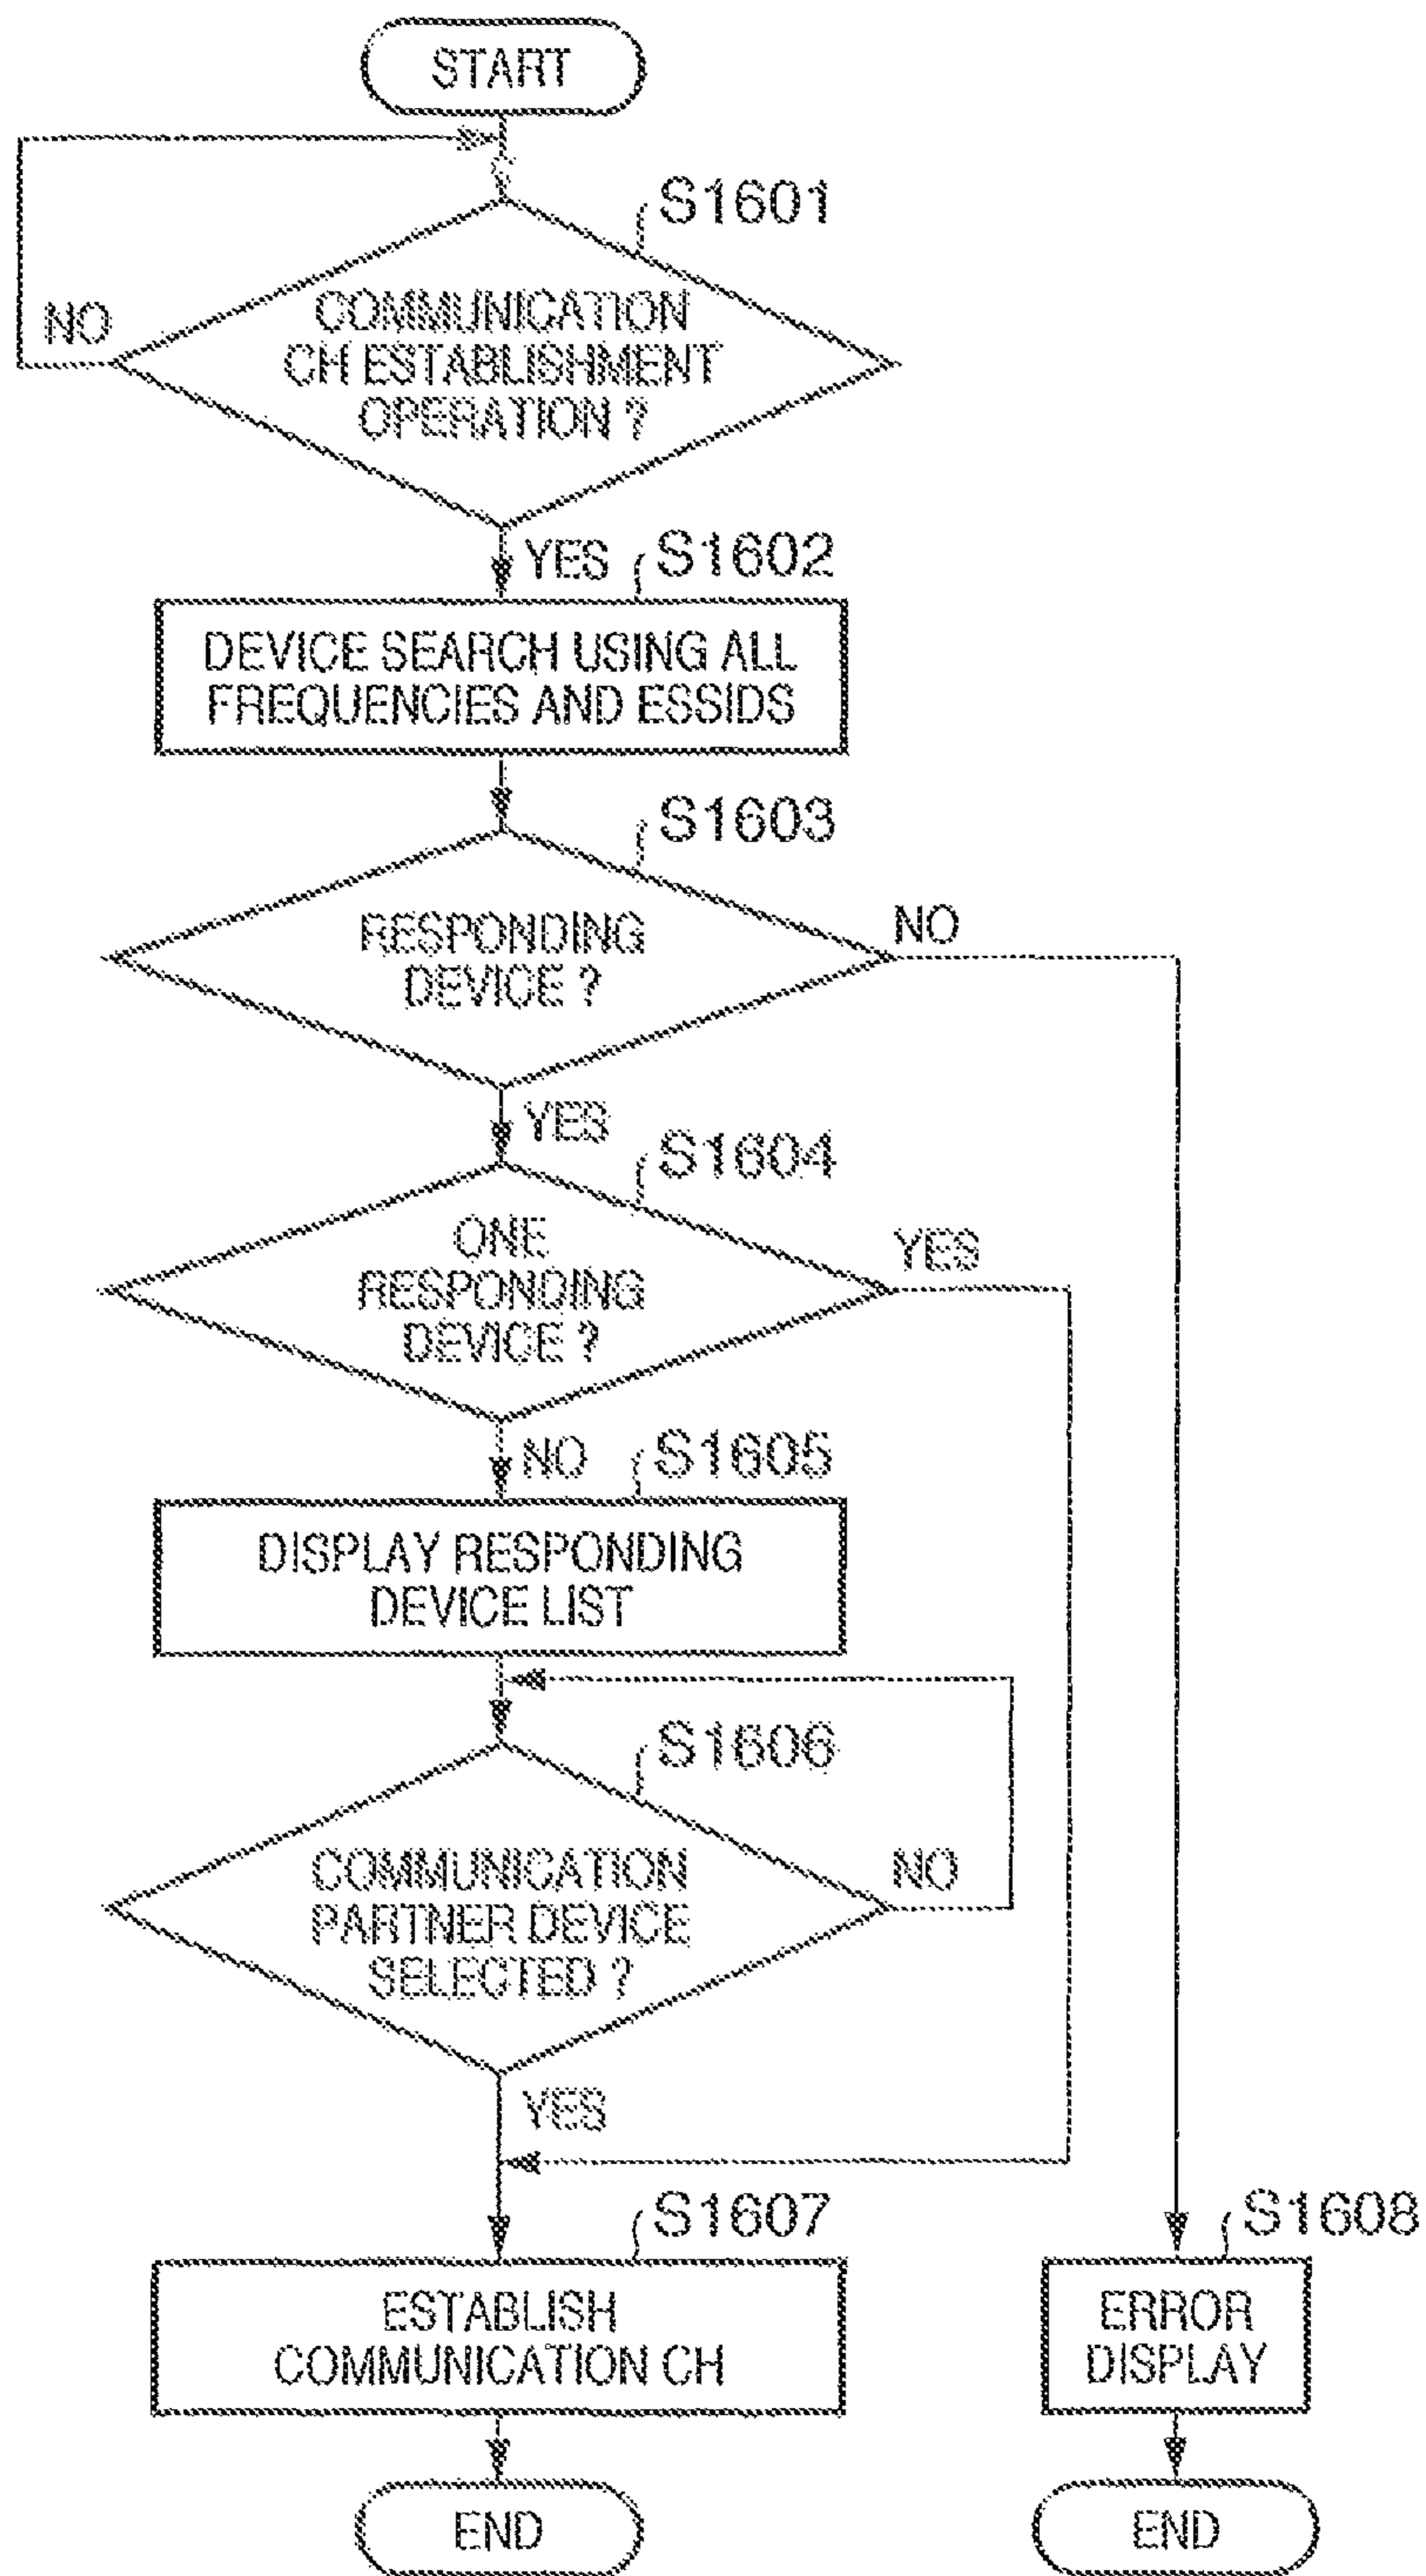 START
S1601
COMMUNICATION
CH ESTABLISHMENT
OPERATION ?
NO
YES
S1602
DEVICE SEARCH USING ALL
FREQUENCIES AND ESSIDS
S1603
RESPONDING
DEVICE ?
NO
YES
S1604
ONE
RESPONDING
DEVICE ?
YES
NO
S1605
DISPLAY RESPONDING
DEVICE LIST
S1606
COMMUNICATION
PARTNER DEVICE
SELECTED ?
NO
YES
S1607
ESTABLISH
COMMUNICATION CH
END
S1608
ERROR
DISPLAY
END